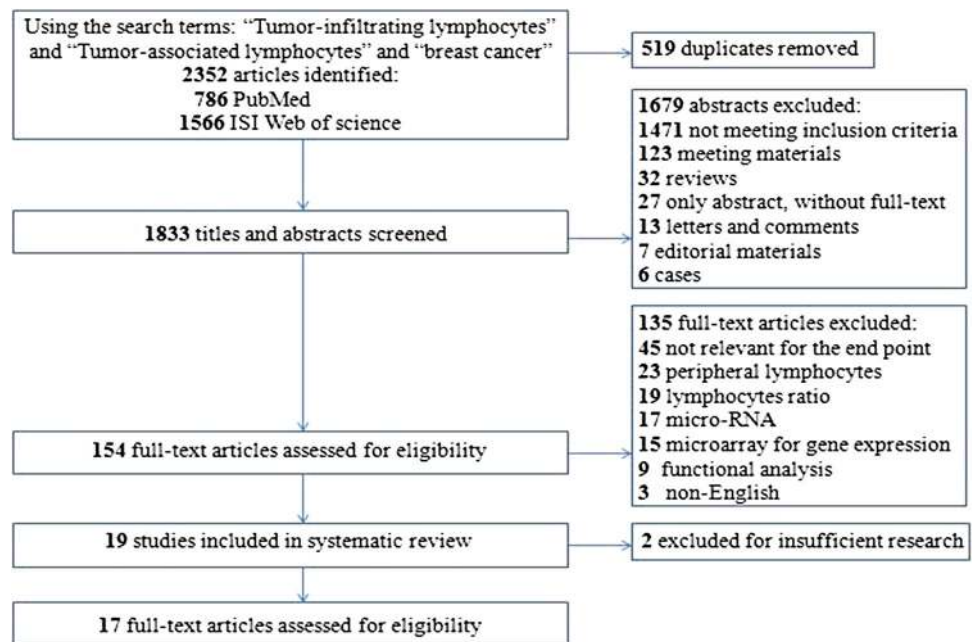 Using the search terms: “Tumor-infiltrating lymphocytes”
and “Tumor-associated lymphocytes” and “breast cancer”
2352 articles identified:
786 PubMed
1566 ISI Web of science
519 duplicates removed
1833 titles and abstracts screened
1679 abstracts excluded:
1471 not meeting inclusion criteria
123 meeting materials
32 reviews
27 only abstract, without full-text
13 letters and comments
7 editorial materials
6 cases
154 full-text articles assessed for eligibility
135 full-text articles excluded:
45 not relevant for the end point
23 peripheral lymphocytes
19 lymphocytes ratio
17 micro-RNA
15 microarray for gene expression
9 functional analysis
3 non-English
19 studies included in systematic review
2 excluded for insufficient research
17 full-text articles assessed for eligibility